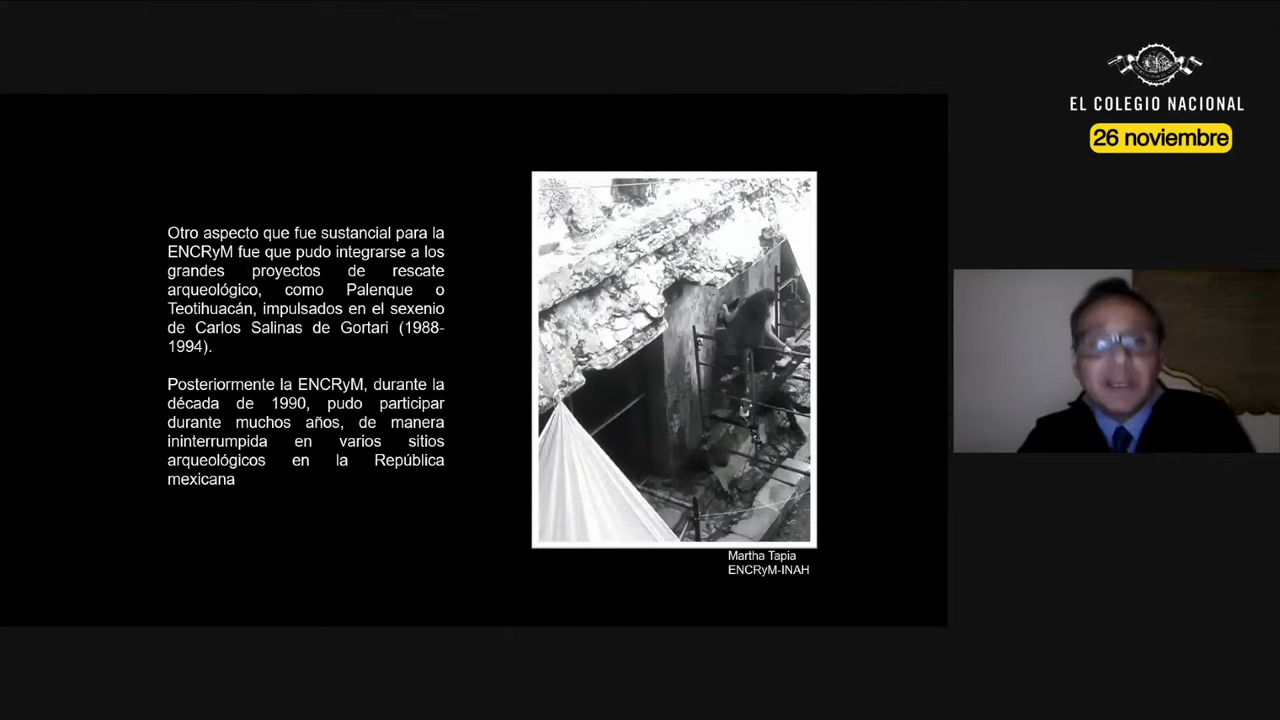 EL COLEGIO NACIONAL
26 noviembre
Otro aspecto que fue sustancial para la
ENCRyM fue que pudo integrarse a los
grandes proyectos de rescate
arqueológico, como Palenque o
Teotihuacán, impulsados en el sexenio
de Carlos Salinas de Gortari (1988-
1994).
Posteriormente la ENCRyM, durante la
década de 1990, pudo participar
durante muchos años, de manera
ininterrumpida en varios sitios
arqueológicos en la República
mexicana
Martha Tapia
ENCRyM-INAH